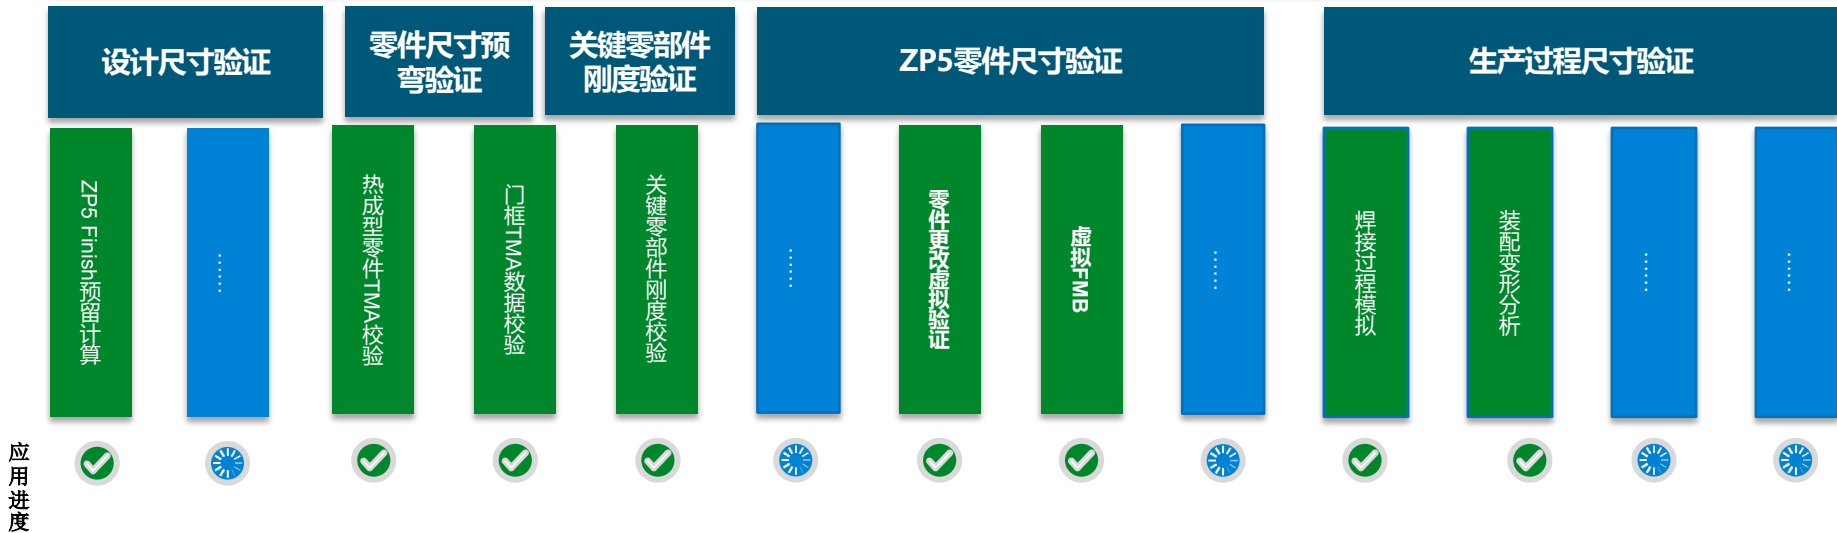 设计尺寸验证
零件尺寸预
弯验证
关键零部件
刚度验证
ZP5零件尺寸验证
生产过程尺寸验证
ZP5 Finish预留计算
......
热成型零件TMA校验
门框TMA数据校验
关键零部件刚度校验
......
零件更改虚拟验证
虚拟FMB
......
焊接过程模拟
装配变形分析
......
......
应用进度